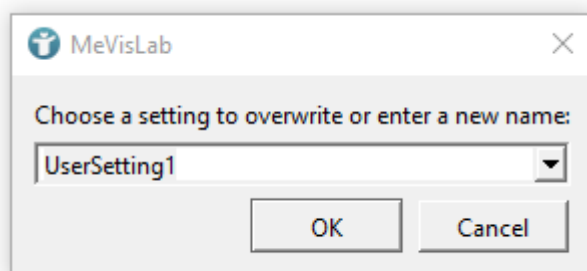 MeVisLab
Choose a setting to overwrite or enter a new name:
UserSetting1
OK Cancel